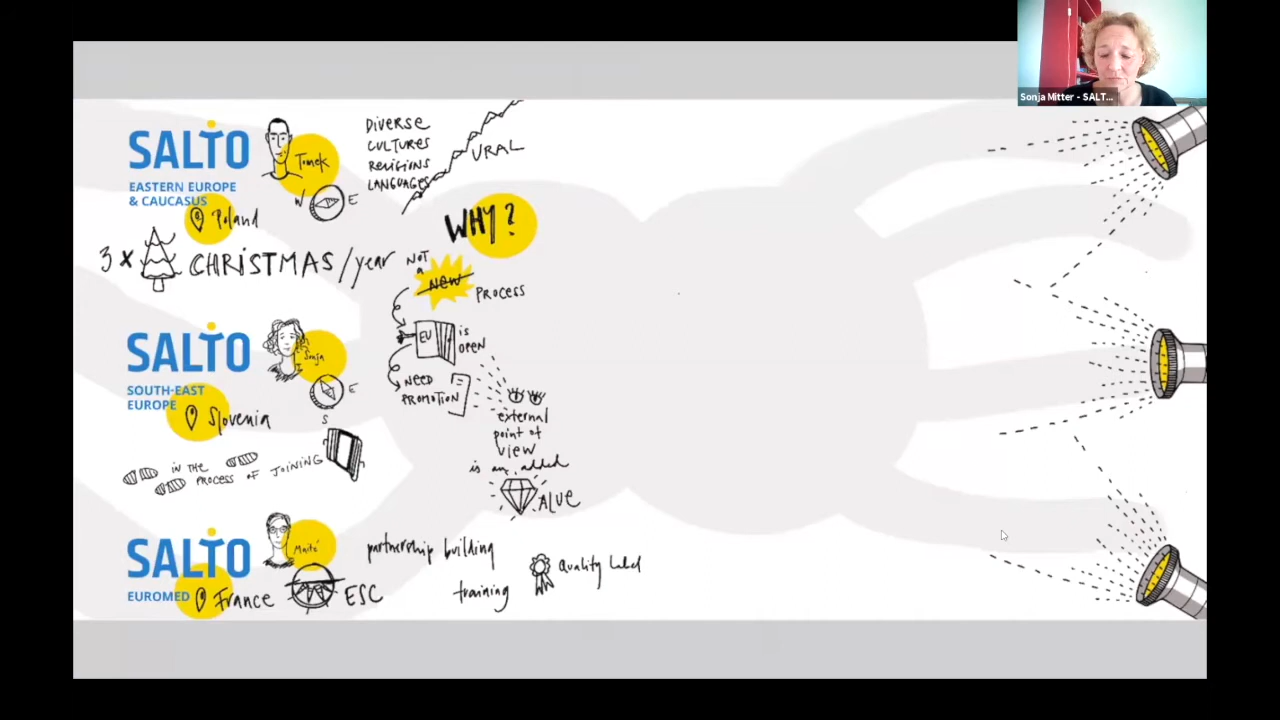 Sonja Mitter - SALT...
SALTO
EASTERN EUROPE
& CAUCASUS
Tomek
W
E
Poland
DIVERSE
CULTURES
RELIGIONS
LANGUAGES
URAL
3 x CHRISTMAS /year
WHY?
NOT
a
NEW
PROCESS
EU
is
OPEN
NEED
PROMOTION
external
point of
view
is an added
ALUE
SALTO
SOUTH-EAST
EUROPE
Sonja
E
S
Slovenia
IN THE
PROCESS OF JOINING
SALTO
EUROMED
Maité
France
ESC
partnership building
training
Quality Label